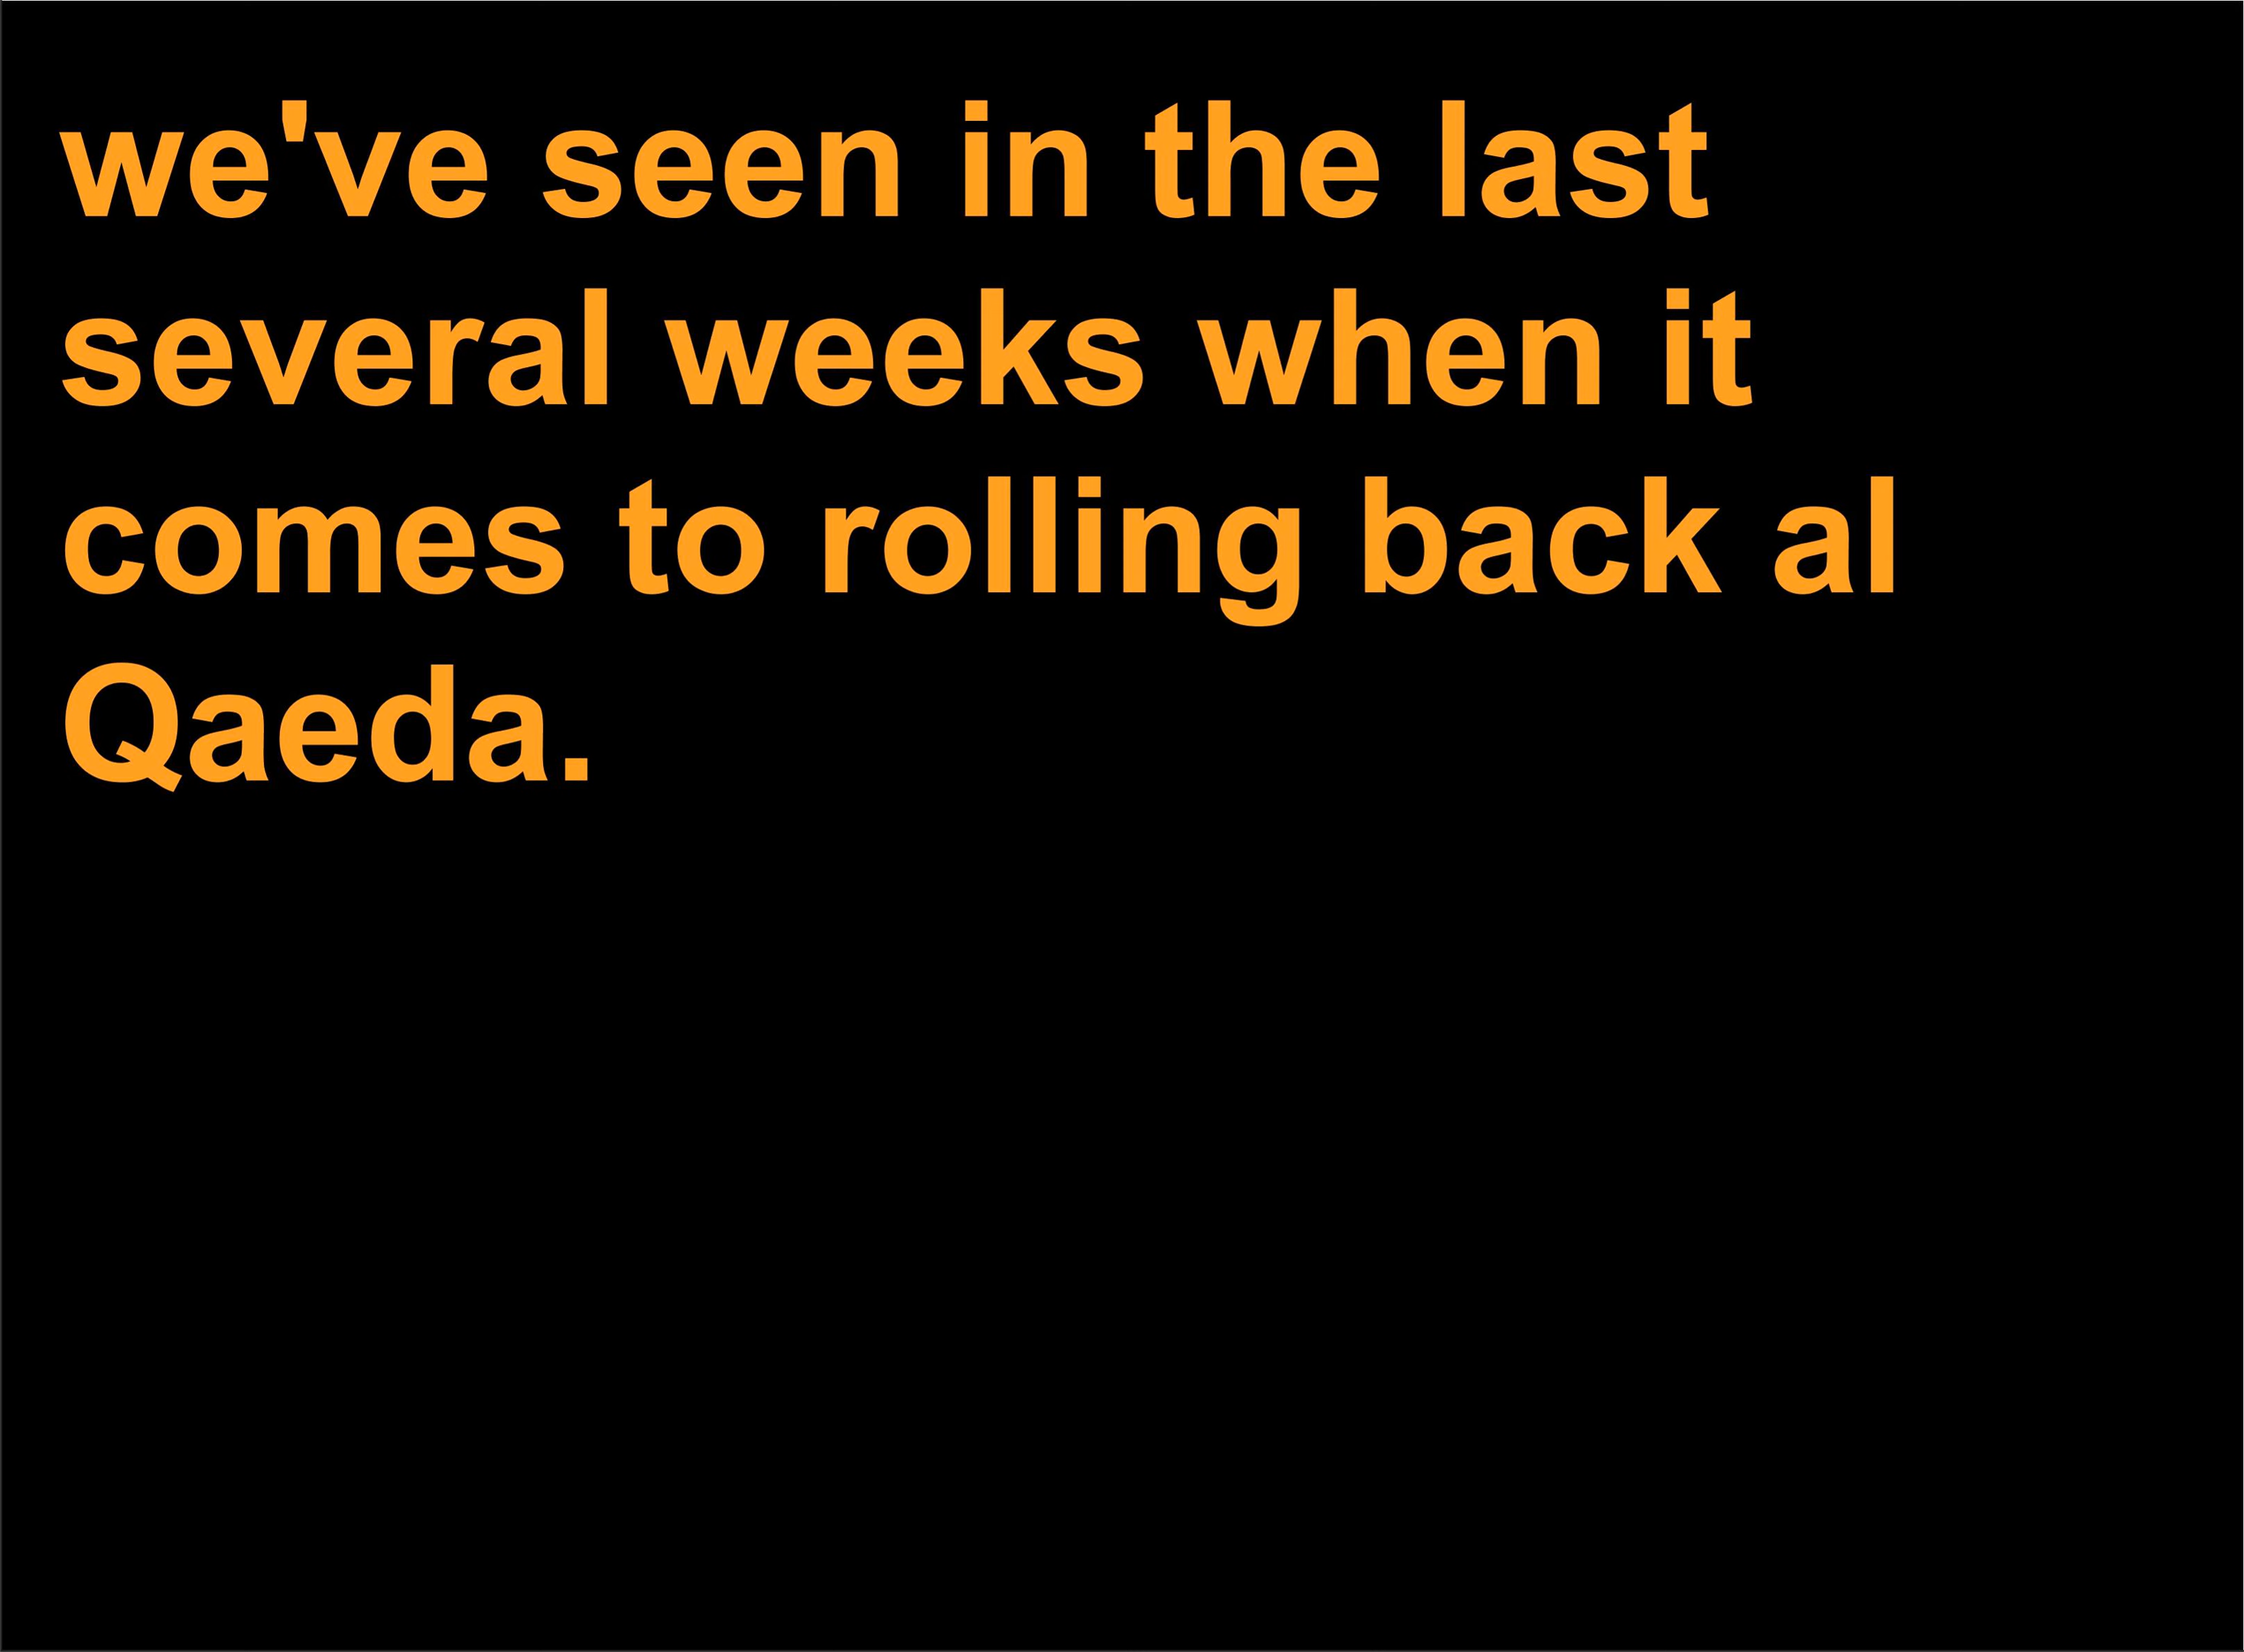 we've seen in the last
several weeks when it
comes to rolling back al
Qaeda.